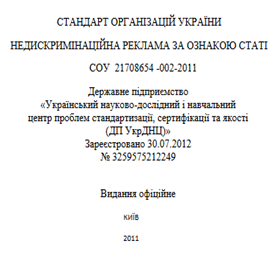 СТАНДАРТ ОРГАНІЗАЦІЙ УКРАЇНИ
НЕДИСКРИМІНАЦІЙНА РЕКЛАМА ЗА ОЗНАКОЮ СТАТІ
СОУ 21708654 -002-2011
Державне підприємство
«Український науково-дослідний і навчальний
центр проблем стандартизації, сертифікації та якості
(ДП УкрДНЦ)»
Зареєстровано 30.07.2012
№ 3259575212249
Видання офіційне
КИЇВ
2011